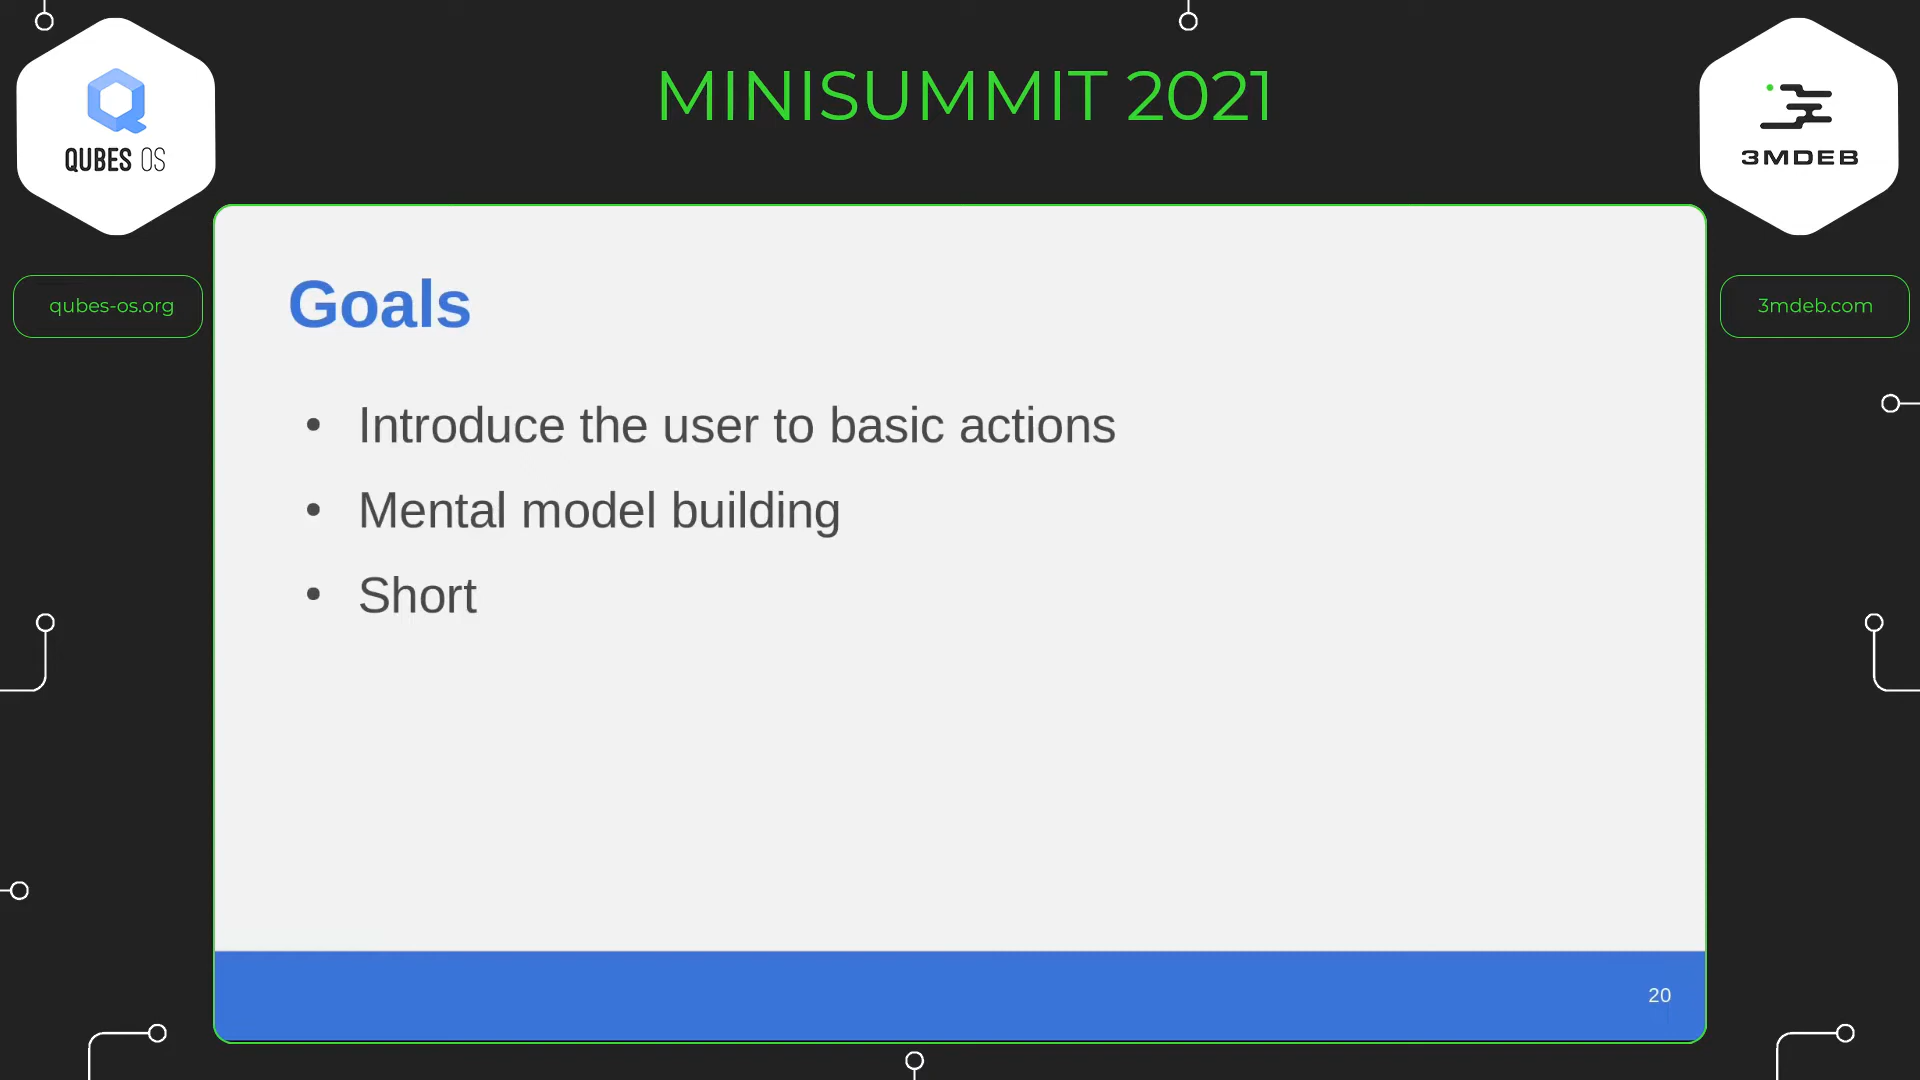 MINISUMMIT 2021
QUBES OS
3MDEB
qubes-os.org
3mdeb.com
Goals
• Introduce the user to basic actions
• Mental model building
• Short
20